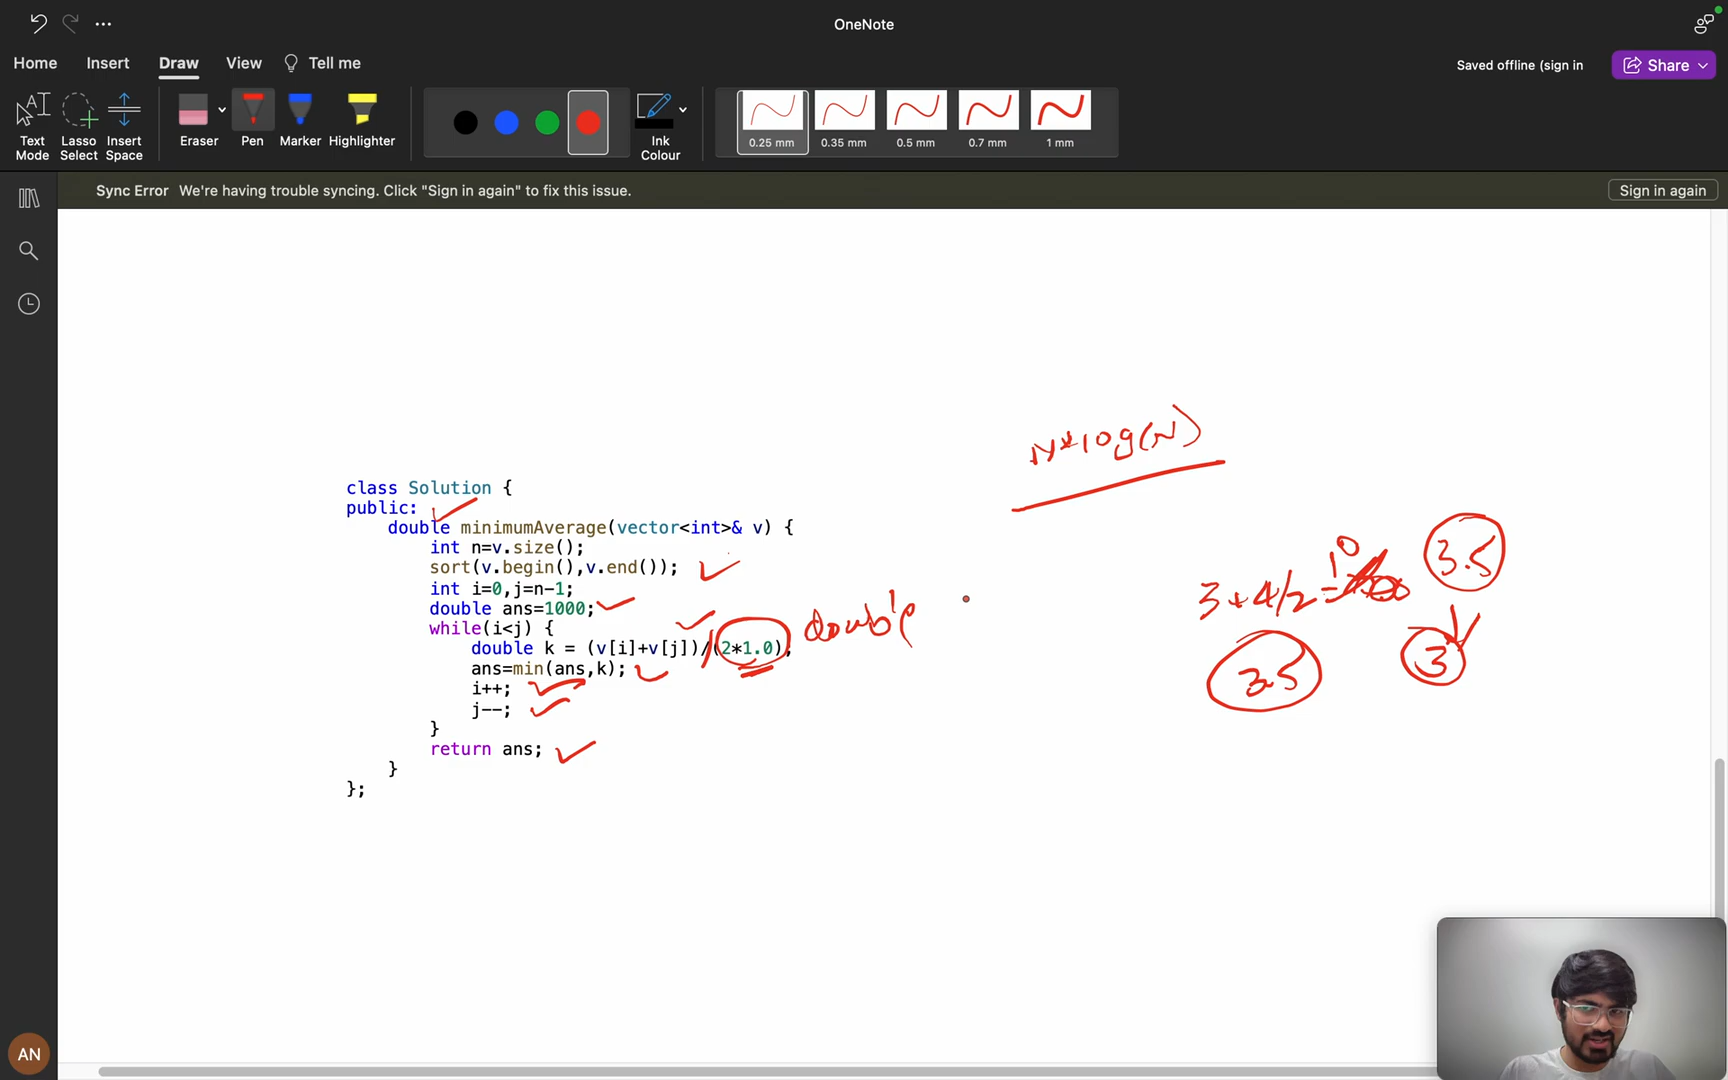 OneNote
Home Insert Draw View Tell me
Saved offline (sign in
Share
Text Mode
Lasso Select
Insert Space
Eraser
Pen
Marker
Highlighter
Ink Colour
0.25 mm
0.35 mm
0.5 mm
0.7 mm
1 mm
Sync Error We're having trouble syncing. Click "Sign in again" to fix this issue.
Sign in again
N*log(N)
class Solution {
public:
double minimumAverage(vector<int>& v) {
int n=v.size();
sort(v.begin(),v.end());
int i=0,j=n-1;
double ans=1000;
while(i<j) {
double k = (v[i]+v[j])/(2*1.0);
ans=min(ans,k);
i++;
j--;
}
return ans;
}
};
double
3+4/2=
3.5
3.5
3
AN